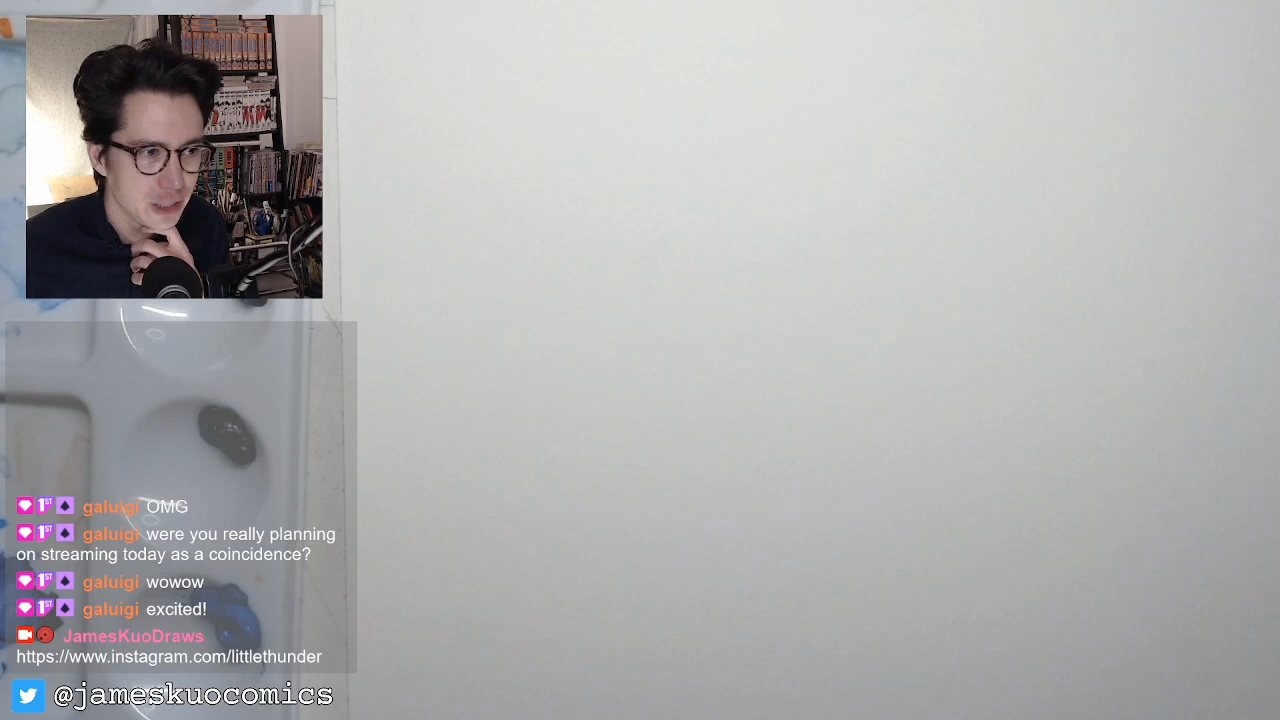 galuigi OMG
galuigi were you really planning
on streaming today as a coincidence?
galuigi wowow
galuigi excited!
JamesKuoDraws
https://www.instagram.com/littlethunder
@jameskuocomics